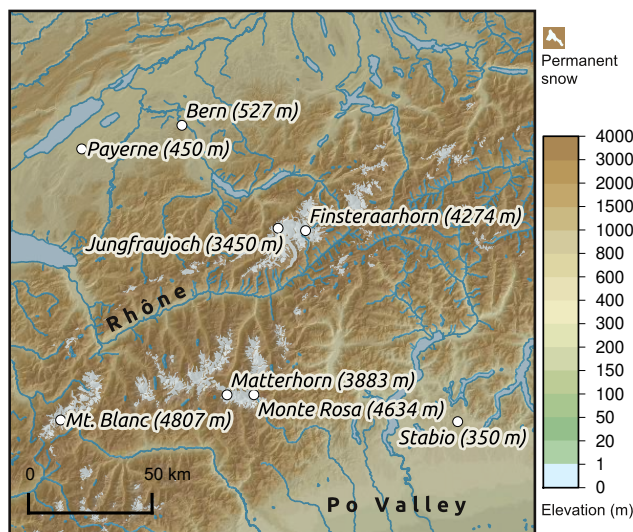 Permanent
snow
Bern (527 m)
Payerne (450 m)
Finsteraarhorn (4274 m)
Jungfraujoch (3450 m)
Rhône
Matterhorn (3883 m)
Monte Rosa (4634 m)
Mt. Blanc (4807 m)
Stabio (350 m)
0 50 km
Po Valley
4000
3000
2000
1000
800
600
400
300
200
150
100
50
20
1
0
Elevation (m)